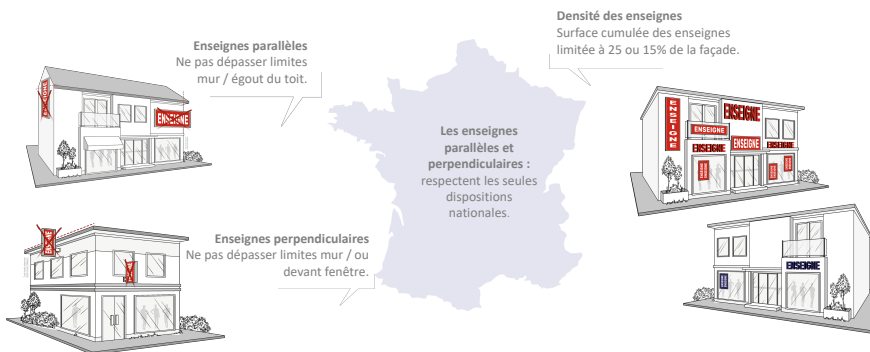 Densité des enseignes
Surface cumulée des enseignes
limitée à 25 ou 15% de la façade.
Enseignes parallèles
Ne pas dépasser limites
mur / égout du toit.
ENSEIGNE
ENSEIGNE
Les enseignes
parallèles et
perpendiculaires :
respectent les seules
dispositions
nationales.
ENSEIGNE
ENSEIGNE
ENSEIGNE
ENSEIGNE
ENSEIGNE
ENSEIGNE
Enseignes perpendiculaires
Ne pas dépasser limites mur / ou
devant fenêtre.
ENSEIGNE